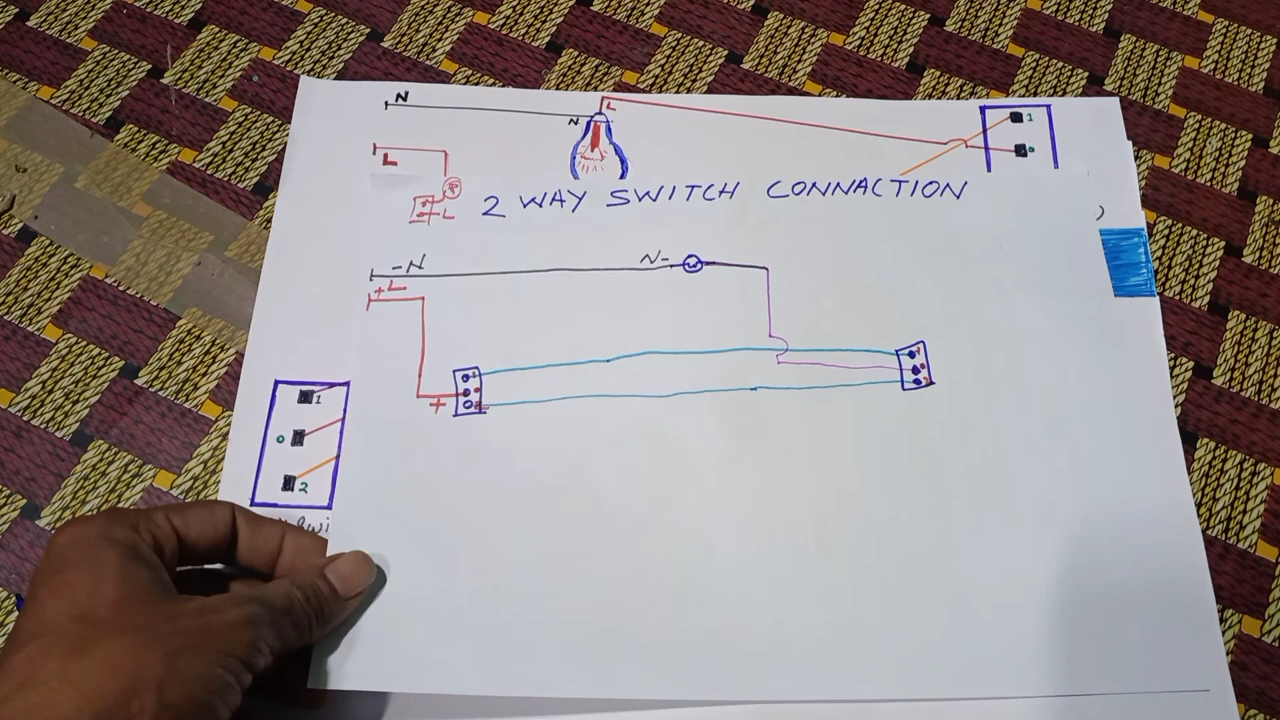 N
N
L
1
0
L
L
2 WAY SWITCH CONNACTION
-N
N-
+L
+
1
0
2